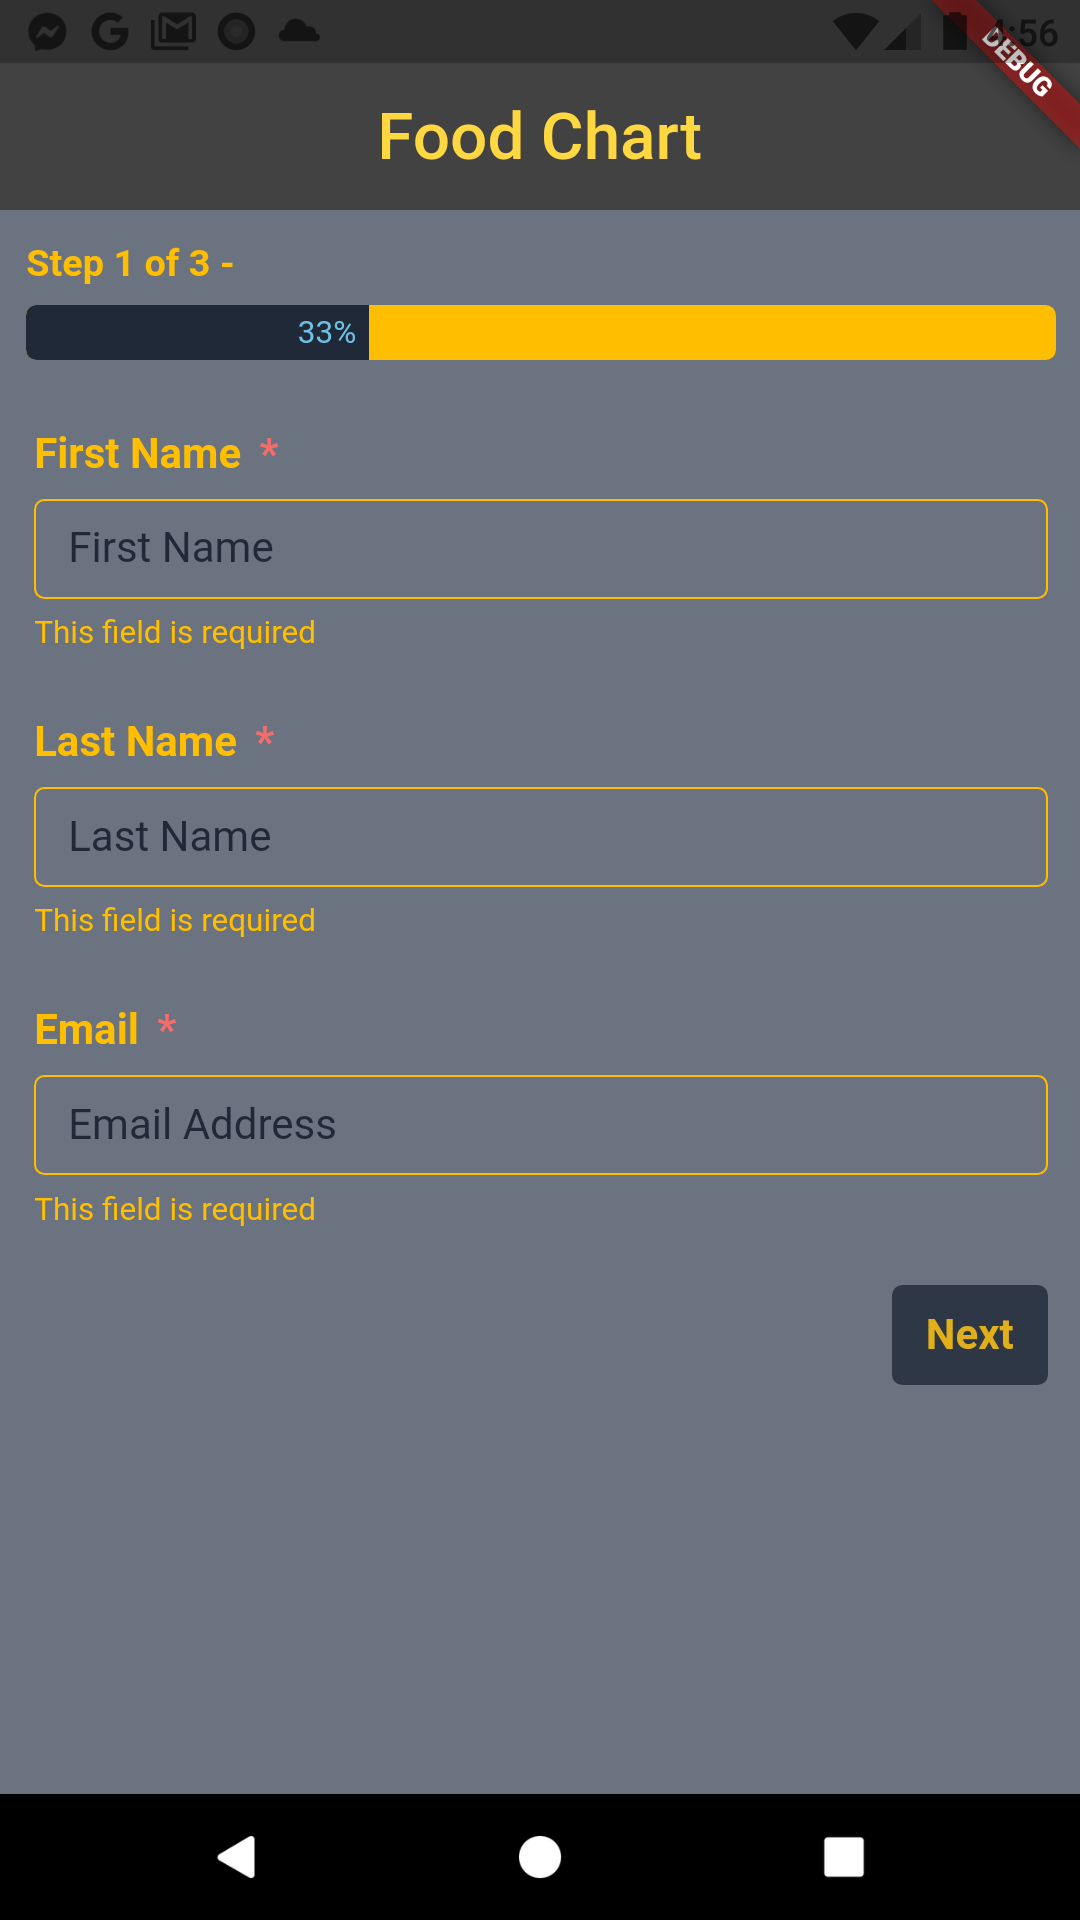 4:56
DEBUG
Food Chart
Step 1 of 3 -
33%
First Name *
First Name
This field is required
Last Name *
Last Name
This field is required
Email *
Email Address
This field is required
Next